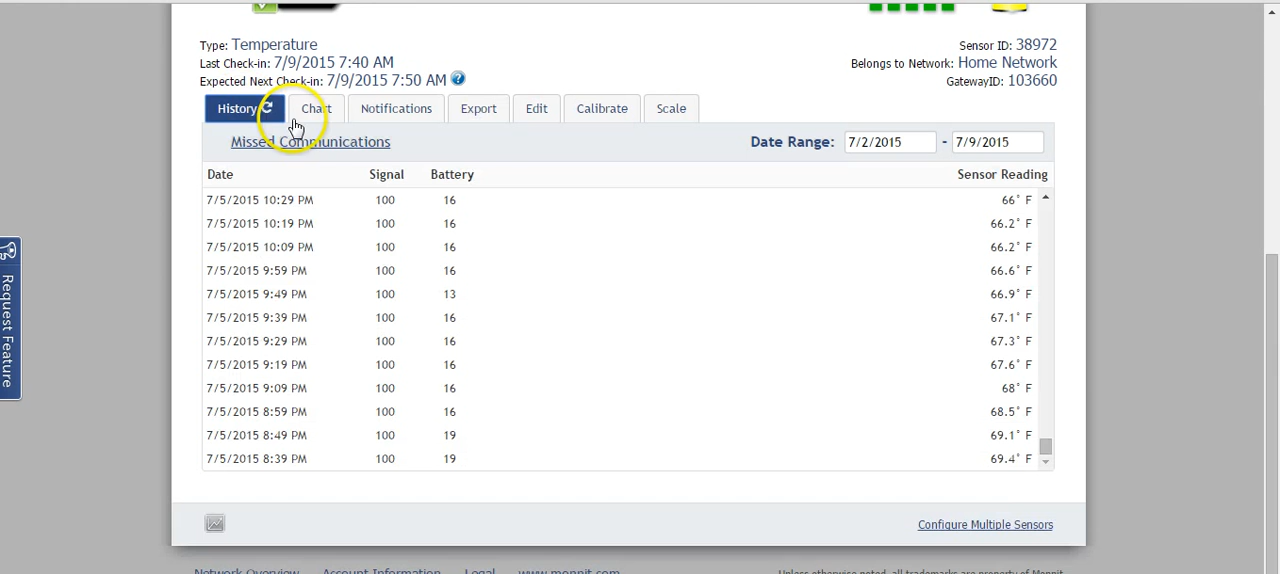 Type: Temperature
Sensor ID: 38972
Last Check-in: 7/9/2015 7:40 AM
Belongs to Network: Home Network
Expected Next Check-in: 7/9/2015 7:50 AM ?
GatewayID: 103660
History Chart Notifications Export Edit Calibrate Scale
Missed Communications
Date Range: 7/2/2015 - 7/9/2015
Date Signal Battery Sensor Reading
7/5/2015 10:29 PM 100 16 66° F
7/5/2015 10:19 PM 100 16 66.2° F
7/5/2015 10:09 PM 100 16 66.2° F
7/5/2015 9:59 PM 100 16 66.6° F
7/5/2015 9:49 PM 100 13 66.9° F
7/5/2015 9:39 PM 100 16 67.1° F
7/5/2015 9:29 PM 100 16 67.3° F
7/5/2015 9:19 PM 100 16 67.6° F
7/5/2015 9:09 PM 100 16 68° F
7/5/2015 8:59 PM 100 16 68.5° F
7/5/2015 8:49 PM 100 19 69.1° F
7/5/2015 8:39 PM 100 19 69.4° F
Request Feature
Configure Multiple Sensors
Network Overview Account Information Legal www.monnit.com
Unless otherwise noted, all trademarks are property of Monnit